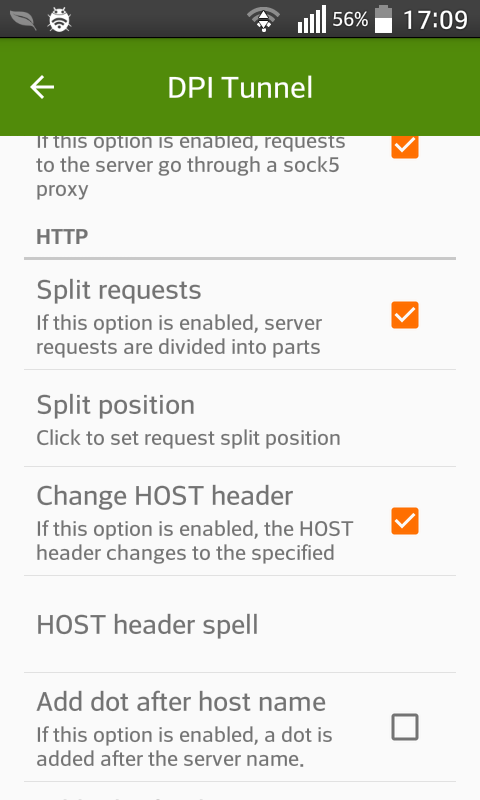 56% 17:09
DPI Tunnel
If this option is enabled, requests
to the server go through a sock5
proxy
HTTP
Split requests
If this option is enabled, server
requests are divided into parts
Split position
Click to set request split position
Change HOST header
If this option is enabled, the HOST
header changes to the specified
HOST header spell
Add dot after host name
If this option is enabled, a dot is
added after the server name.